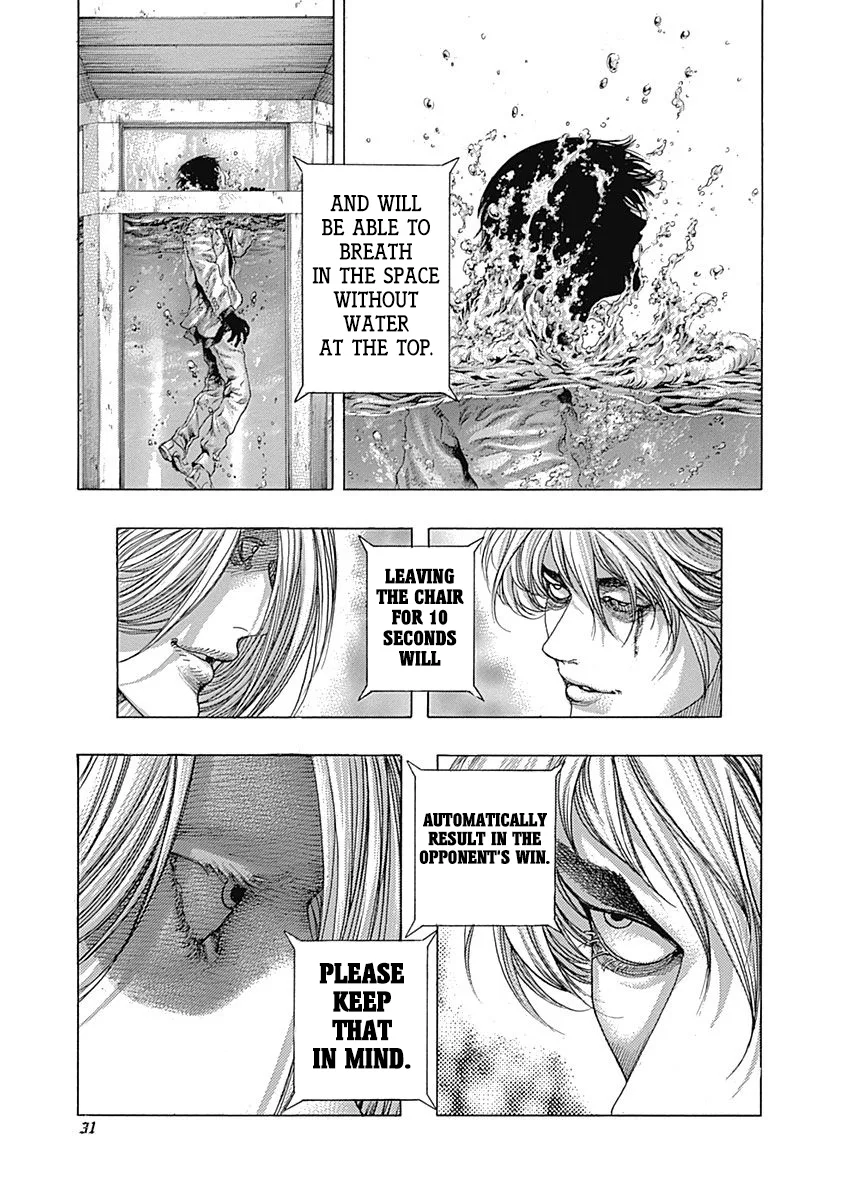 AND WILL
BE ABLE TO
BREATH
IN THE SPACE
WITHOUT
WATER
AT THE TOP.
LEAVING
THE CHAIR
FOR 10
SECONDS
WILL
AUTOMATICALLY
RESULT IN THE
OPPONENT'S WIN.
PLEASE
KEEP
THAT
IN MIND.
31